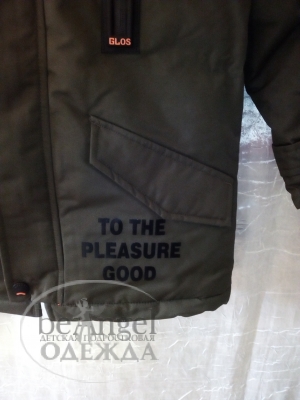 GLOS
TO THE
PLEASURE
GOOD
beAngel
ДЕТСКАЯ ПОДРОСТКОВАЯ
ОДЕЖДА